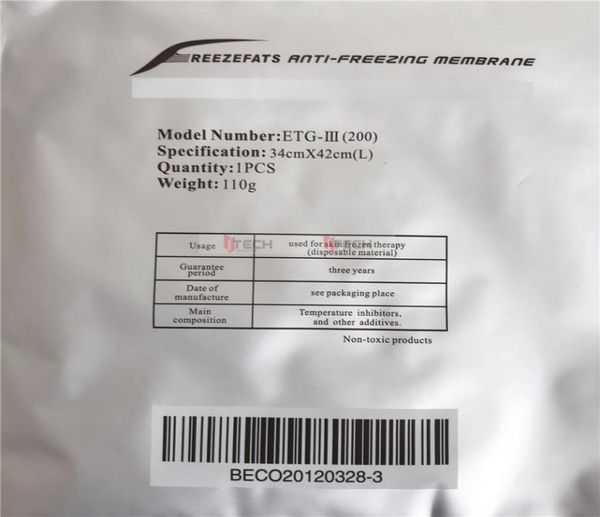 FREEZEFATS ANTI-FREEZING MEMBRANE
Model Number:ETG-III(200)
Specification: 34cmX42cm(L)
Quantity:1PCS
Weight: 110g
Usage
used for skin frozen therapy
(disposable material)
Guarantee
period
three years
Date of
manufacture
see packaging place
Main
composition
Temperature inhibitors.
and other additives.
Non-toxic products
BECO20120328-3
TECH
TECH